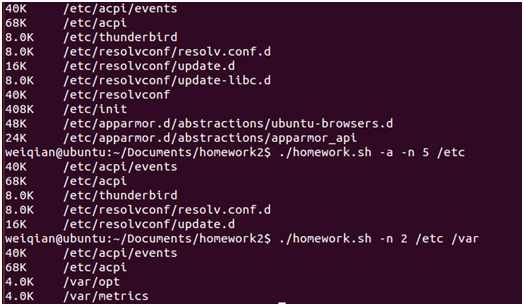 40K /etc/acpi/events
68K /etc/acpi
8.0K /etc/thunderbird
8.0K /etc/resolvconf/resolv.conf.d
16K /etc/resolvconf/update.d
8.0K /etc/resolvconf/update-libc.d
40K /etc/resolvconf
408K /etc/init
48K /etc/apparmor.d/abstractions/ubuntu-browsers.d
24K /etc/apparmor.d/abstractions/apparmor_api
weiqian@ubuntu:~/Documents/homework2$ ./homework.sh -a -n 5 /etc
40K /etc/acpi/events
68K /etc/acpi
8.0K /etc/thunderbird
8.0K /etc/resolvconf/resolv.conf.d
16K /etc/resolvconf/update.d
weiqian@ubuntu:~/Documents/homework2$ ./homework.sh -n 2 /etc /var
40K /etc/acpi/events
68K /etc/acpi
4.0K /var/opt
4.0K /var/metrics